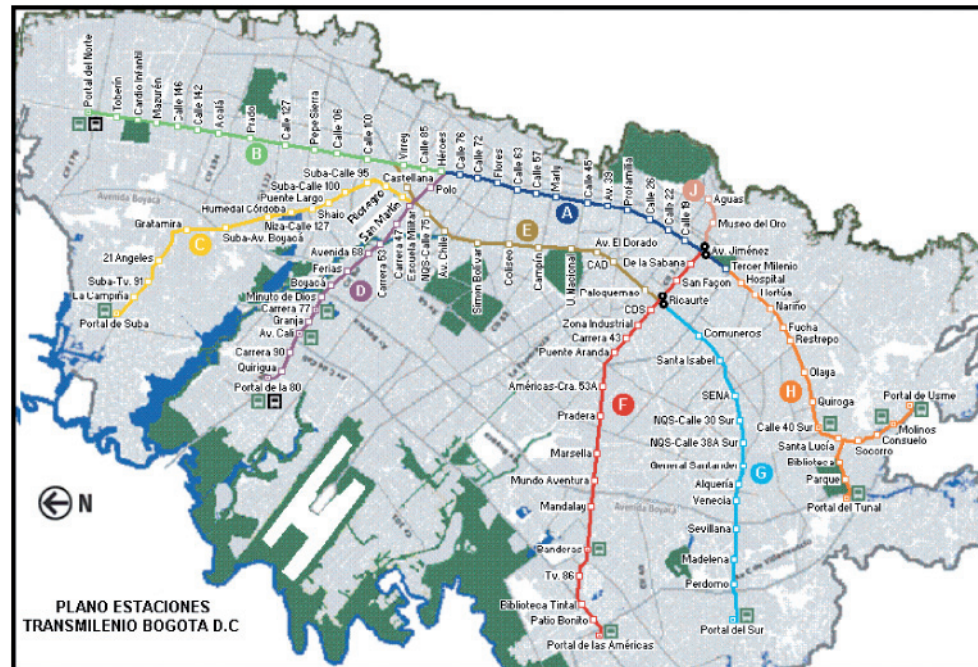 Portal del Norte
Toberín
Cardio Infantil
Mazurén
Calle 146
Calle 142
Alcalá
Prado
Calle 127
Pepe Sierra
Calle 106
Calle 100
Virrey
Calle 85
Héroes
Calle 76
Calle 72
Flores
Calle 63
Calle 57
Marly
Calle 45
Av. 39
Profamilia
Calle 26
Calle 22
Calle 19
B
A
J
Aguas
Museo del Oro
Av. Jiménez
Castellana
Polo
Suba-Calle 95
Suba-Calle 100
Puente Largo
Rionegro
San Martín
Humedal Córdoba
Shaio
Niza-Calle 127
Suba-Av. Boyacá
Gratamira
21 Angeles
C
Suba-Tv. 91
La Campiña
Portal de Suba
Avenida Boyacá
Avenida 68
Ferias
Boyacá
Minuto de Dios
Carrera 77
Granja
Av. Cali
Carrera 90
Quirigua
Portal de la 80
D
Carrera 53
Carrera 47
Escuela Militar
NQS-Calle 75
Av. Chile
Simón Bolívar
Coliseo
Campín
U. Nacional
E
Av. El Dorado
CAD
Paloquemao
De la Sabana
San Façon
Ricaurte
CDS
Zona Industrial
Carrera 43
Puente Aranda
Américas-Cra. 53A
Pradera
Marsella
Mundo Aventura
Mandalay
Banderas
Tv. 86
Biblioteca Tintal
Patio Bonito
Portal de las Américas
F
Tercer Milenio
Hospital
Hortúa
Nariño
Fucha
Restrepo
Olaya
Quiroga
Calle 40 Sur
Santa Lucía
H
Portal de Usme
Molinos
Consuelo
Socorro
Biblioteca
Parque
Portal del Tunal
Comuneros
Santa Isabel
SENA
NQS-Calle 30 Sur
NQS-Calle 38A Sur
General Santander
Alquería
Venecia
Sevillana
Madelena
Perdomo
Portal del Sur
G
Avenida Boyacá
N
PLANO ESTACIONES
TRANSMILENIO BOGOTA D.C